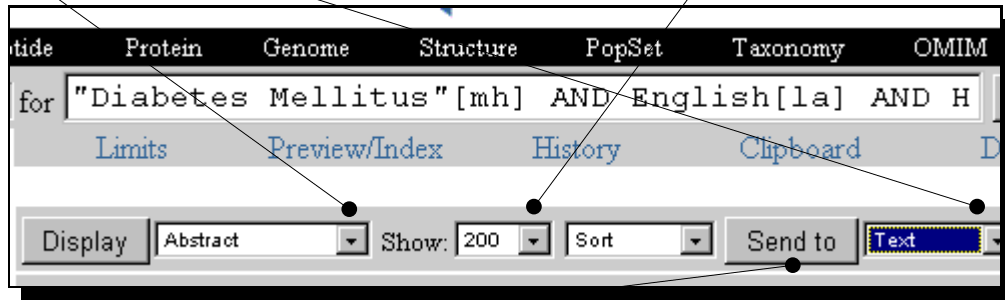 tide Protein Genome Structure PopSet Taxonomy OMIM
for "Diabetes Mellitus"[mh] AND English[la] AND H
Limits Preview/Index History Clipboard D
Display Abstract Show: 200 Sort Send to Text